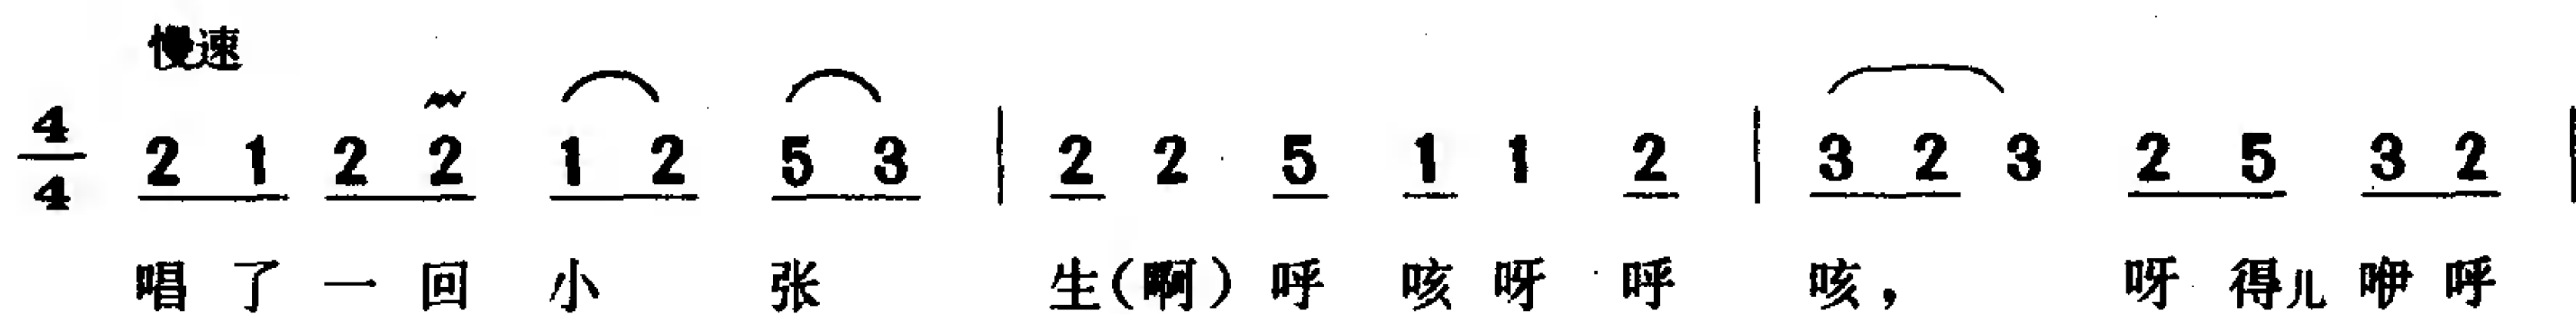 慢速
4/4 2 1 2 2 1 2 5 3 | 2 2 5 1 1 2 | 3 2 3 2 5 3 2 |
唱了一回小张生(啊)呼咳呀呼咳，呀得儿咿呼